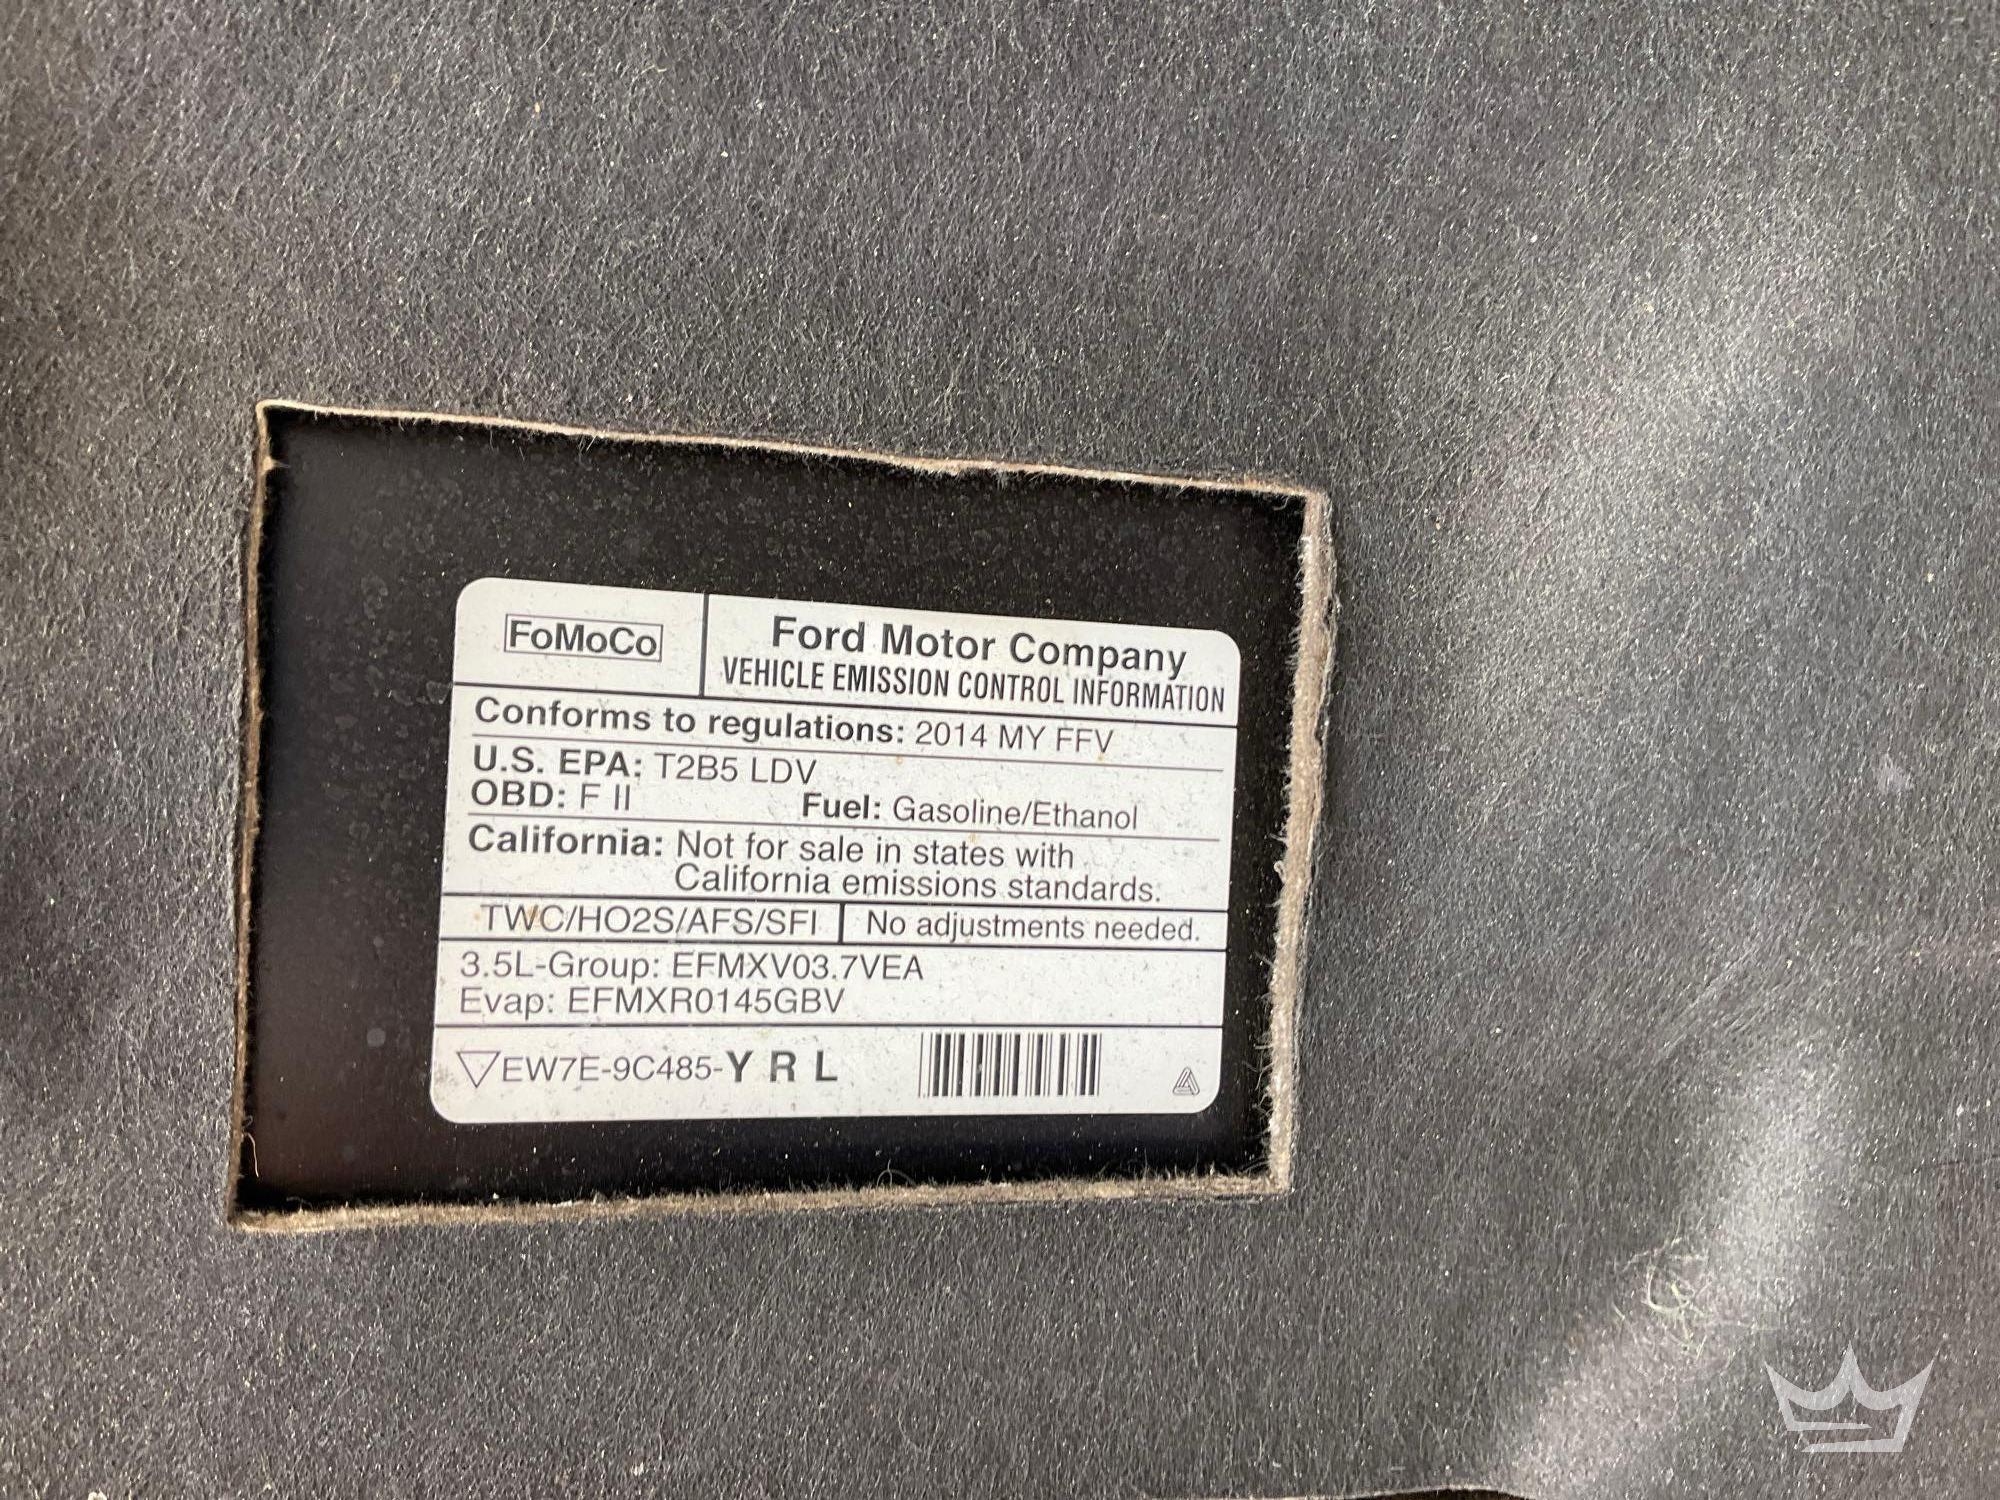 FoMoCo
Ford Motor Company
VEHICLE EMISSION CONTROL INFORMATION
Conforms to regulations: 2014 MY FFV
U.S. EPA: T2B5 LDV
OBD: F II Fuel: Gasoline/Ethanol
California: Not for sale in states with
California emissions standards.
TWC/HO2S/AFS/SFI No adjustments needed.
3.5L-Group: EFMXV03.7VEA
Evap: EFMXR0145GBV
EW7E-9C485-Y R L